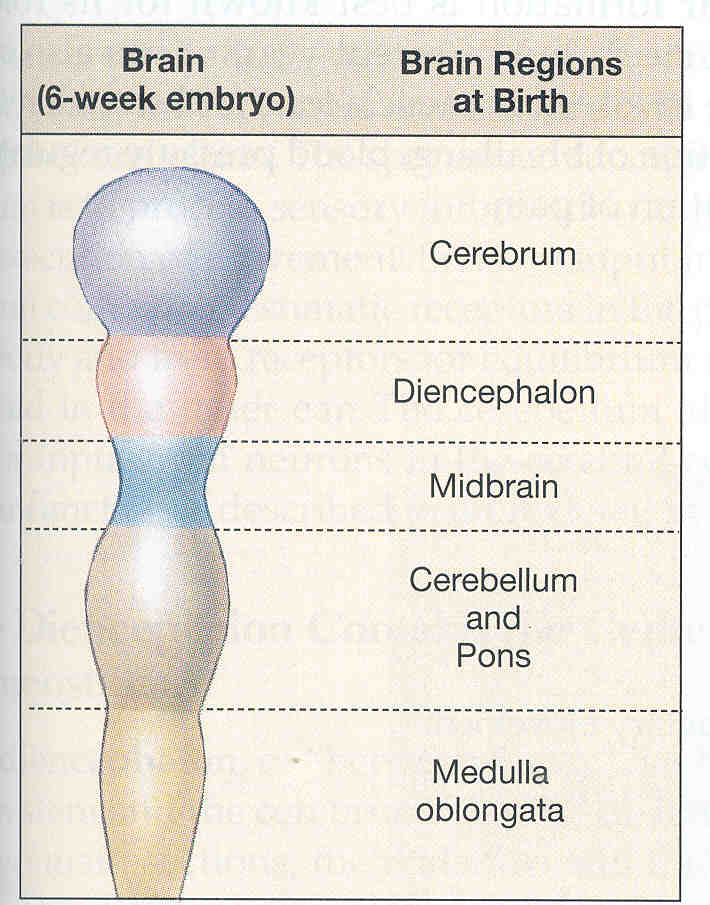 Brain
(6-week embryo)
Brain Regions
at Birth
Cerebrum
Diencephalon
Midbrain
Cerebellum
and
Pons
Medulla
oblongata